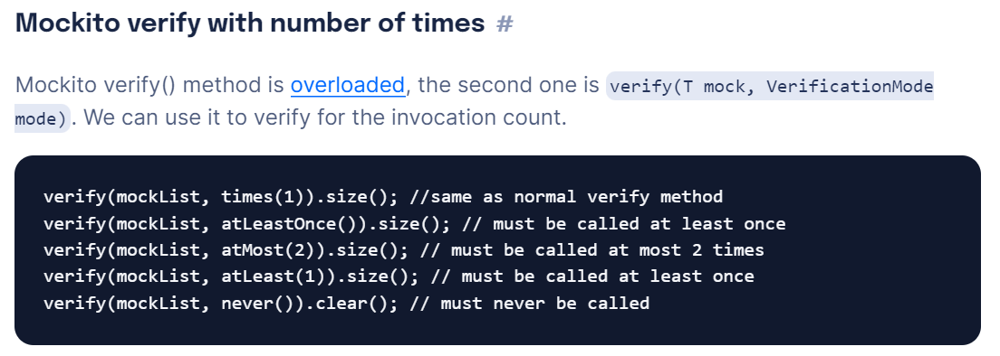 Mockito verify with number of times #
Mockito verify() method is overloaded, the second one is verify(T mock, VerificationMode
mode). We can use it to verify for the invocation count.
verify(mockList, times(1)).size(); //same as normal verify method
verify(mockList, atLeastOnce()).size(); // must be called at least once
verify(mockList, atMost(2)).size(); // must be called at most 2 times
verify(mockList, atLeast(1)).size(); // must be called at least once
verify(mockList, never()).clear(); // must never be called